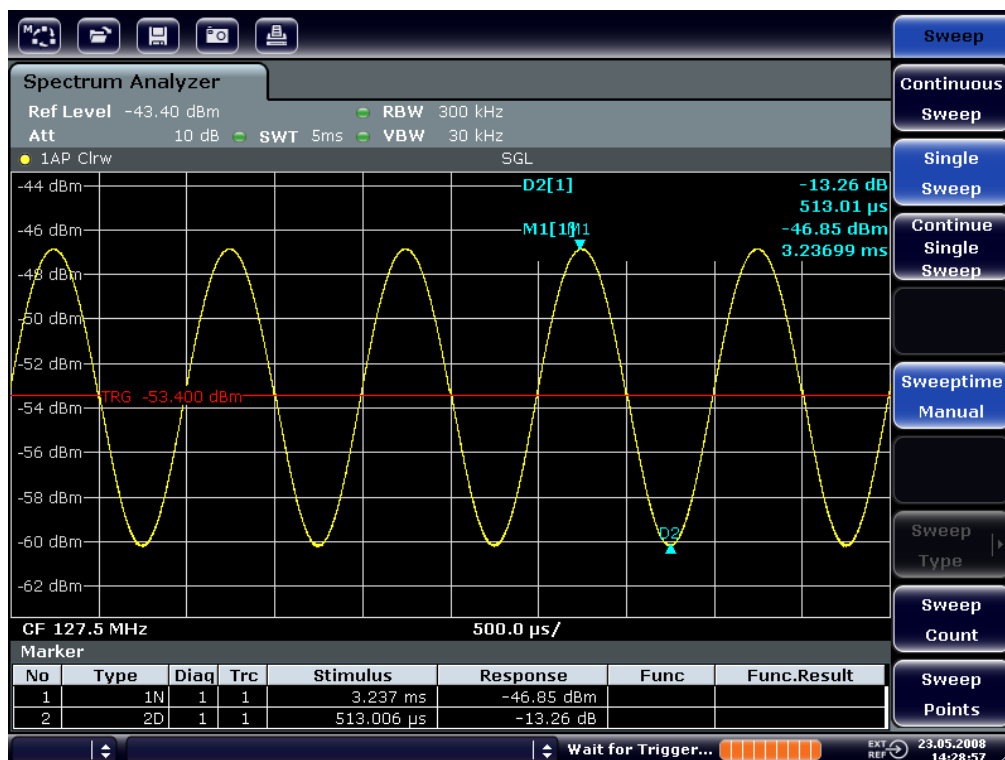 M
Sweep
Spectrum Analyzer
Ref Level -43.40 dBm RBW 300 kHz
Att 10 dB SWT 5ms VBW 30 kHz
1AP Clrw SGL
-44 dBm D2[1] -13.26 dB
513.01 µs
-46 dBm M1[1] M1 -46.85 dBm
3.23699 ms
-48 dBm
-50 dBm
-52 dBm
TRG -53.400 dBm
-54 dBm
-56 dBm
-58 dBm
D2
-60 dBm
-62 dBm
CF 127.5 MHz 500.0 µs/
Marker
No Type Diag Trc Stimulus Response Func Func.Result
1 1N 1 1 3.237 ms -46.85 dBm
2 2D 1 1 513.006 µs -13.26 dB
Continuous
Sweep
Single
Sweep
Continue
Single
Sweep
Sweeptime
Manual
Sweep
Type
Sweep
Count
Sweep
Points
Wait for Trigger...
EXT
REF
23.05.2008
14:28:57